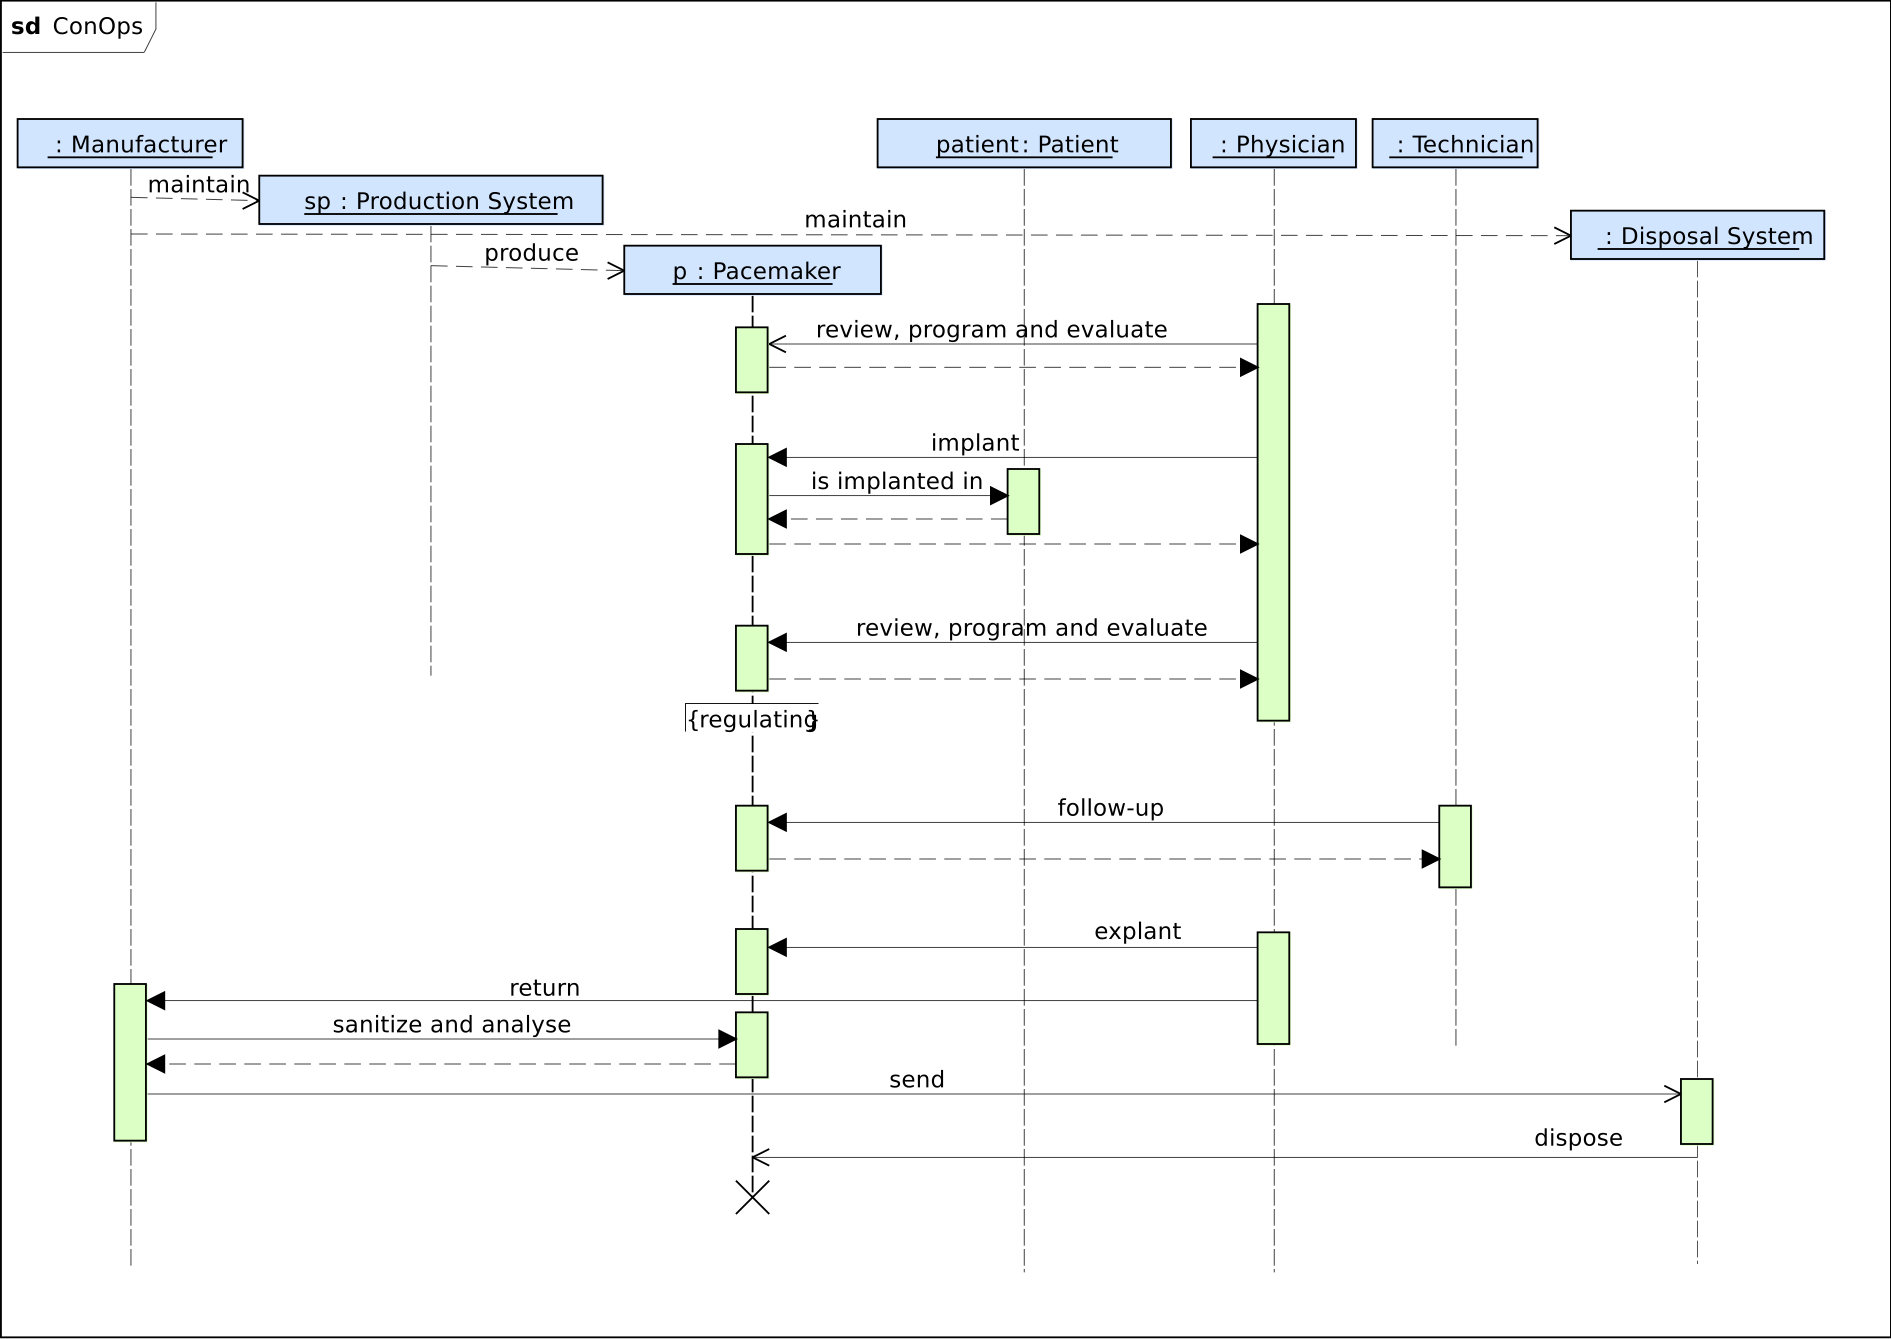 sd ConOps
: Manufacturer
patient: Patient
: Physician
: Technician
maintain
sp : Production System
maintain
: Disposal System
produce
p : Pacemaker
review, program and evaluate
implant
is implanted in
review, program and evaluate
{regulating}
follow-up
explant
return
sanitize and analyse
send
dispose